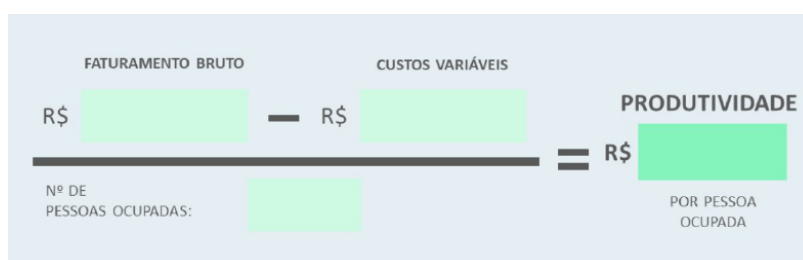 FATURAMENTO BRUTO
CUSTOS VARIÁVEIS
R$
R$
PRODUTIVIDADE
R$
Nº DE
PESSOAS OCUPADAS:
POR PESSOA
OCUPADA